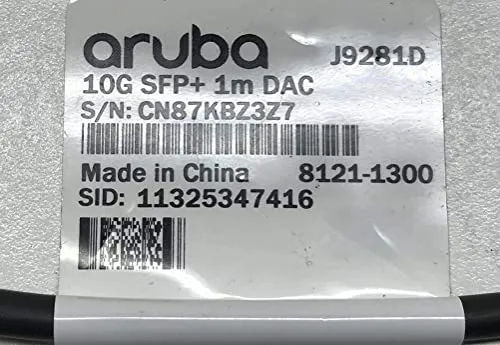 aruba J9281D
10G SFP+ 1m DAC
S/N: CN87KBZ3Z7
Made in China 8121-1300
SID: 11325347416